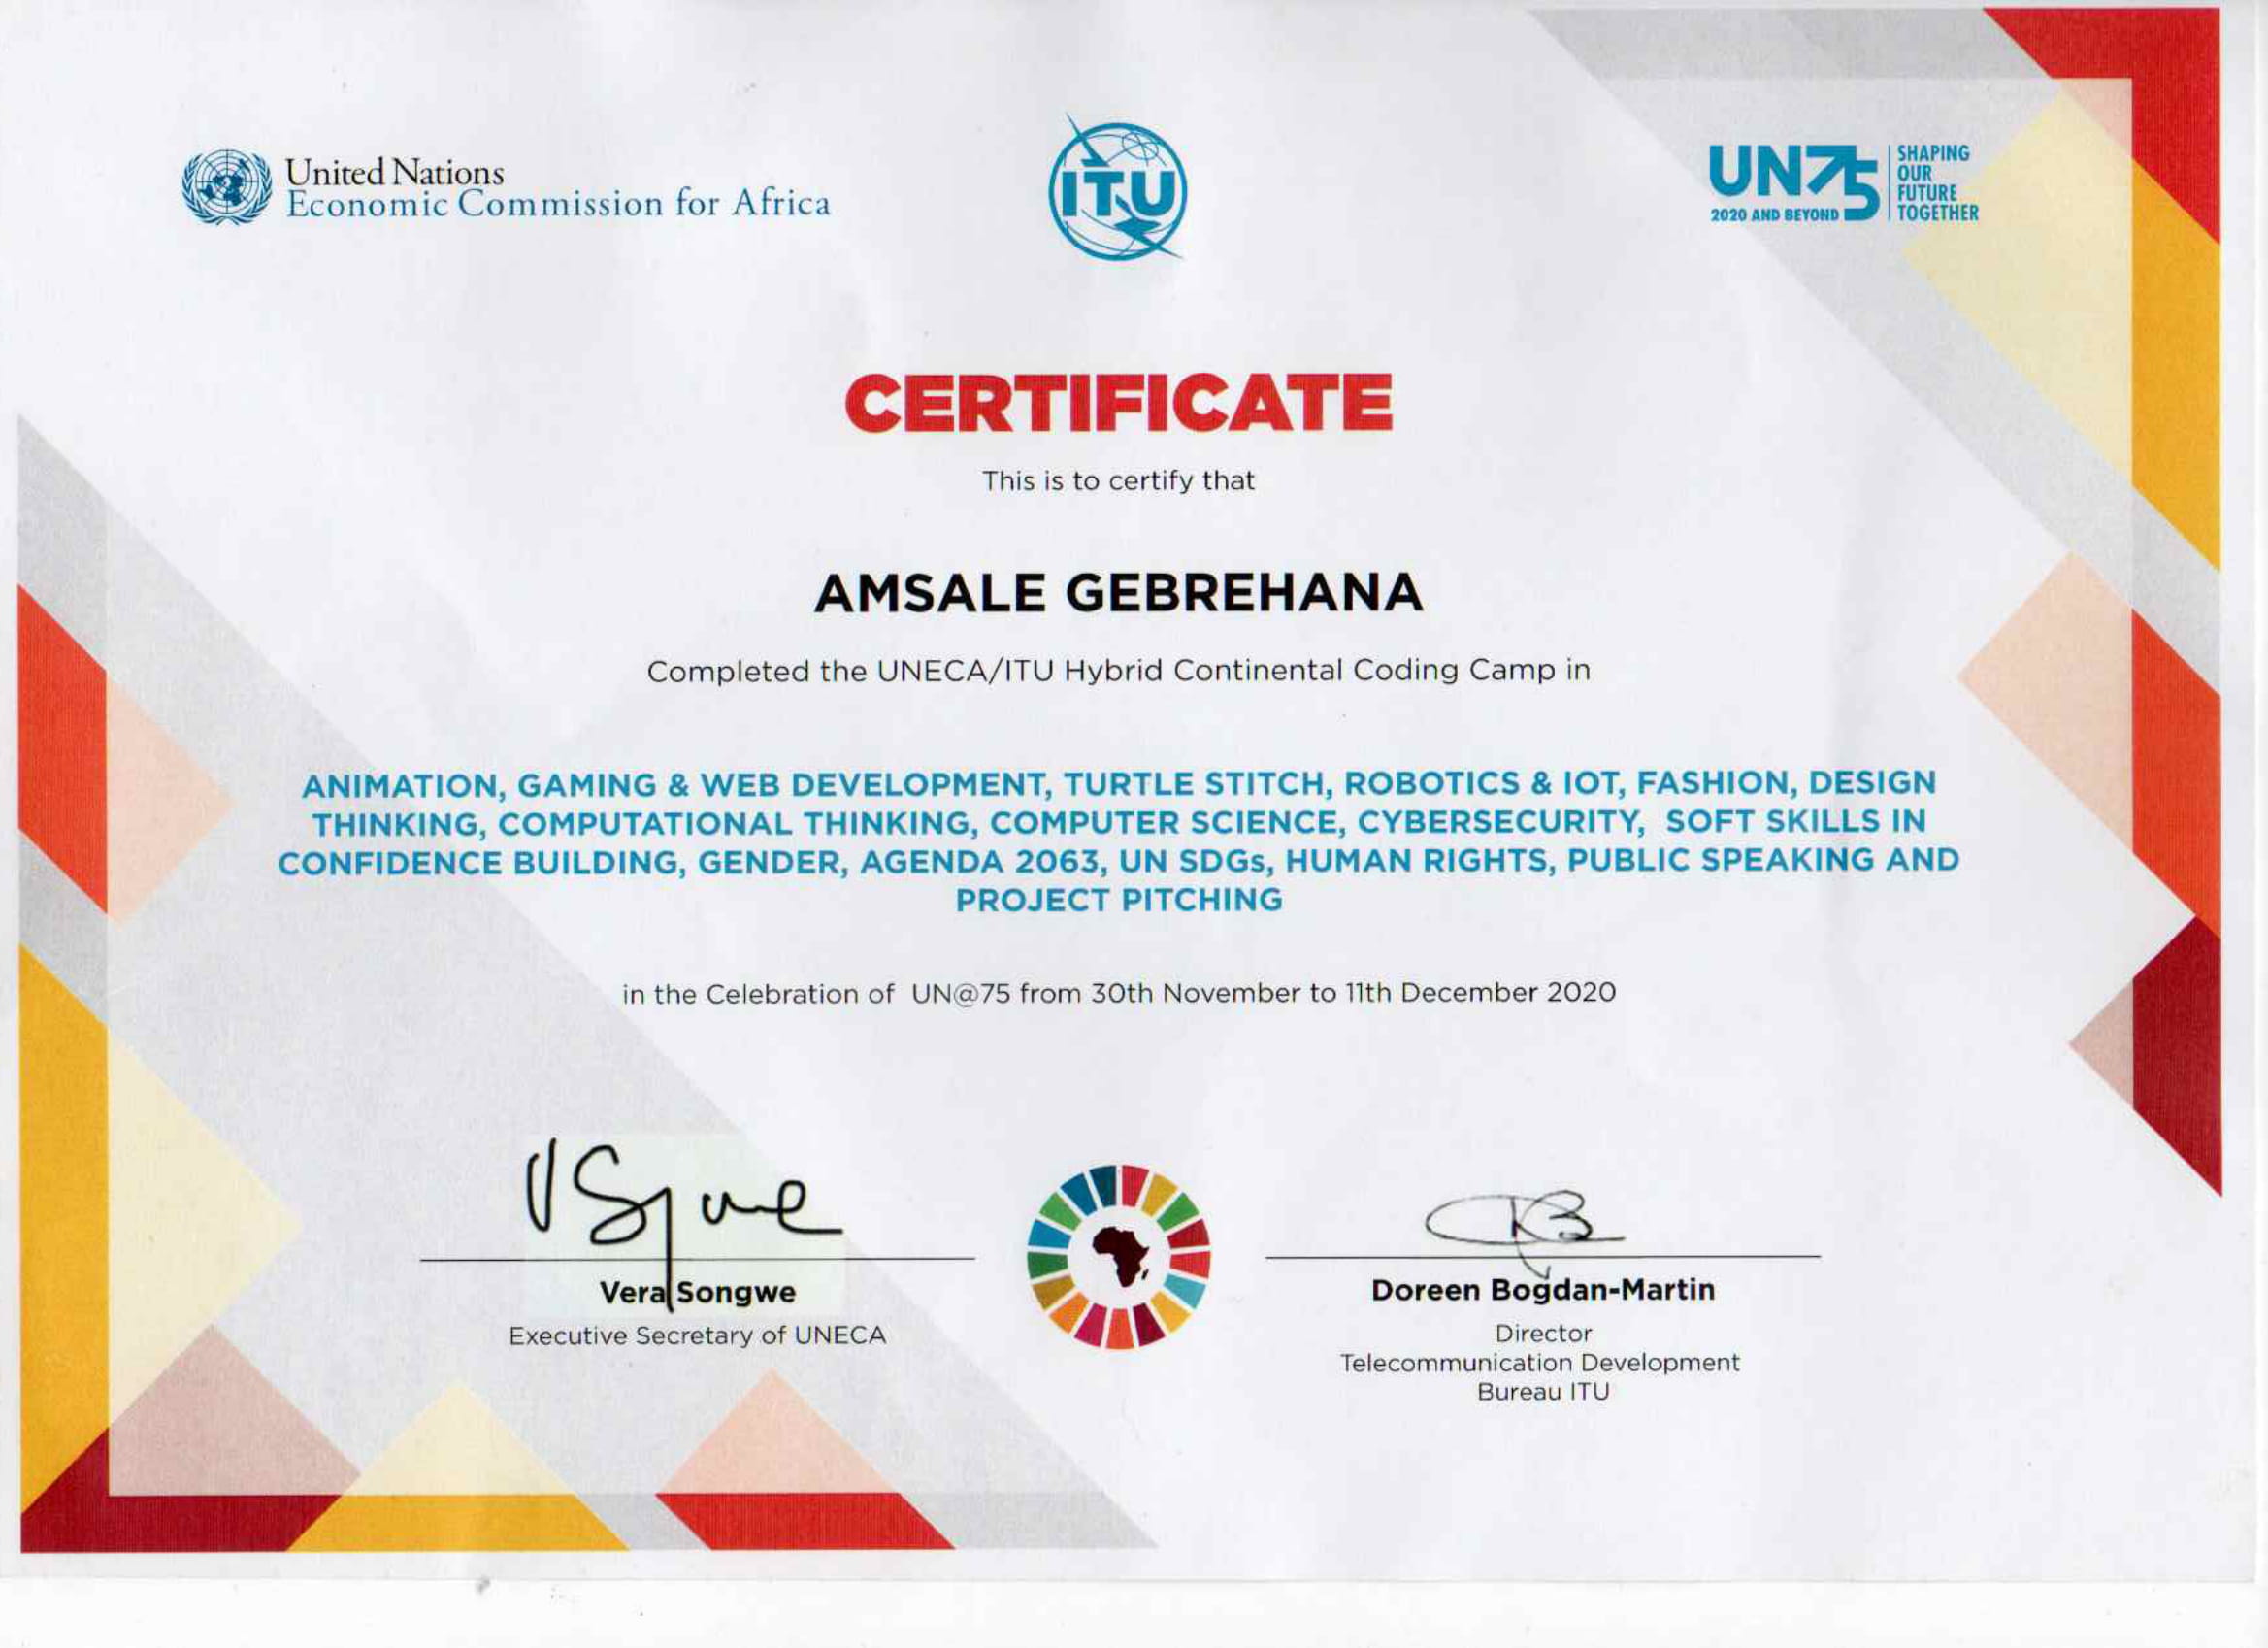 United Nations
Economic Commission for Africa
ITU
UN75
2020 AND BEYOND
SHAPING
OUR
FUTURE
TOGETHER
CERTIFICATE
This is to certify that
AMSALE GEBREHANA
Completed the UNECA/ITU Hybrid Continental Coding Camp in
ANIMATION, GAMING & WEB DEVELOPMENT, TURTLE STITCH, ROBOTICS & IOT, FASHION, DESIGN
THINKING, COMPUTATIONAL THINKING, COMPUTER SCIENCE, CYBERSECURITY, SOFT SKILLS IN
CONFIDENCE BUILDING, GENDER, AGENDA 2063, UN SDGs, HUMAN RIGHTS, PUBLIC SPEAKING AND
PROJECT PITCHING
in the Celebration of UN@75 from 30th November to 11th December 2020
Vera Songwe
Executive Secretary of UNECA
Doreen Bogdan-Martin
Director
Telecommunication Development
Bureau ITU